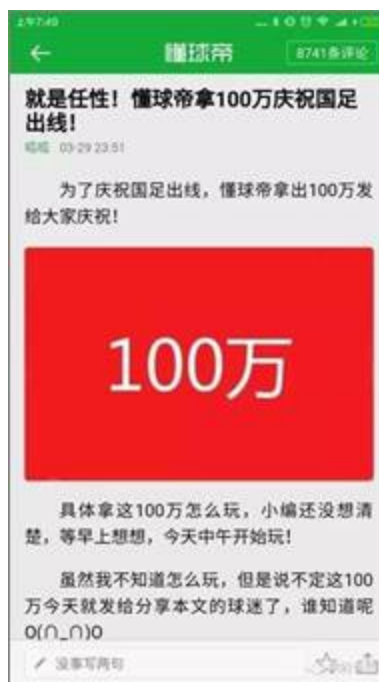 上午7:40
懂球帝
8741条评论
就是任性！懂球帝拿100万庆祝国足
出线！
03-29 23:51
为了庆祝国足出线，懂球帝拿出100万发
给大家庆祝！
100万
具体拿这100万怎么玩，小编还没想清
楚，等早上想想，今天中午开始玩！
虽然我不知道怎么玩，但是说不定这100
万今天就发给分享本文的球迷了，谁知道呢
O(∩_∩)O
没事写两句